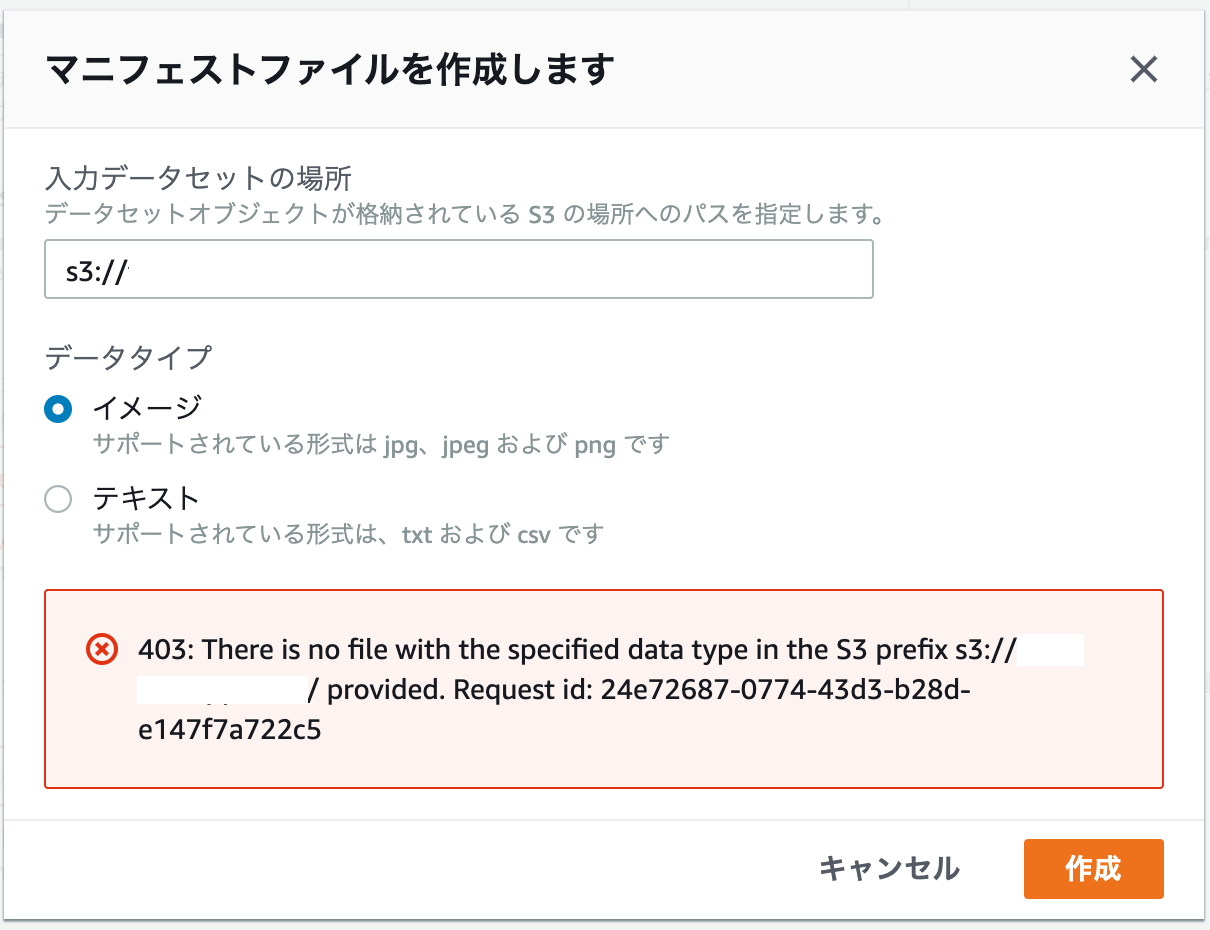 マニフェストファイルを作成します
入力データセットの場所
データセットオブジェクトが格納されている S3 の場所へのパスを指定します。
s3://
データタイプ
イメージ
サポートされている形式は jpg、jpeg および png です
テキスト
サポートされている形式は、txt および csv です
403: There is no file with the specified data type in the S3 prefix s3://
/ provided. Request id: 24e72687-0774-43d3-b28d-
e147f7a722c5
キャンセル
作成